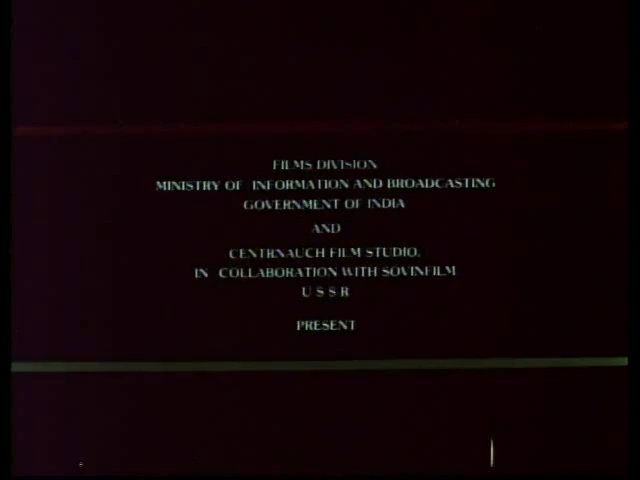 FILMS DIVISION
MINISTRY OF INFORMATION AND BROADCASTING
GOVERNMENT OF INDIA
AND
CENTRNAUCH FILM STUDIO.
IN COLLABORATION WITH SOVINFILM
U S S R
PRESENT